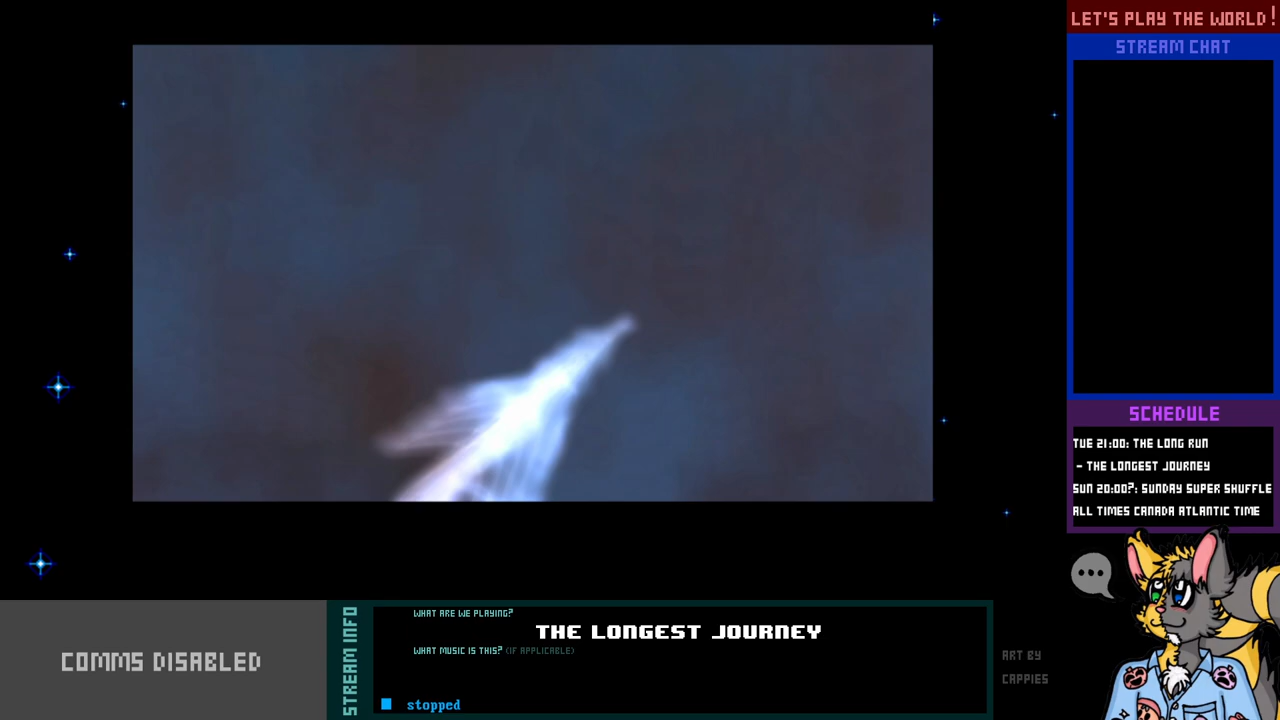 LET'S PLAY THE WORLD!
STREAM CHAT
SCHEDULE
TUE 21:00: THE LONG RUN
- THE LONGEST JOURNEY
SUN 20:00?: SUNDAY SUPER SHUFFLE
ALL TIMES CANADA ATLANTIC TIME
...
COMMS DISABLED
STREAM INFO
WHAT ARE WE PLAYING?
THE LONGEST JOURNEY
WHAT MUSIC IS THIS? (IF APPLICABLE)
stopped
ART BY
CAPPIES